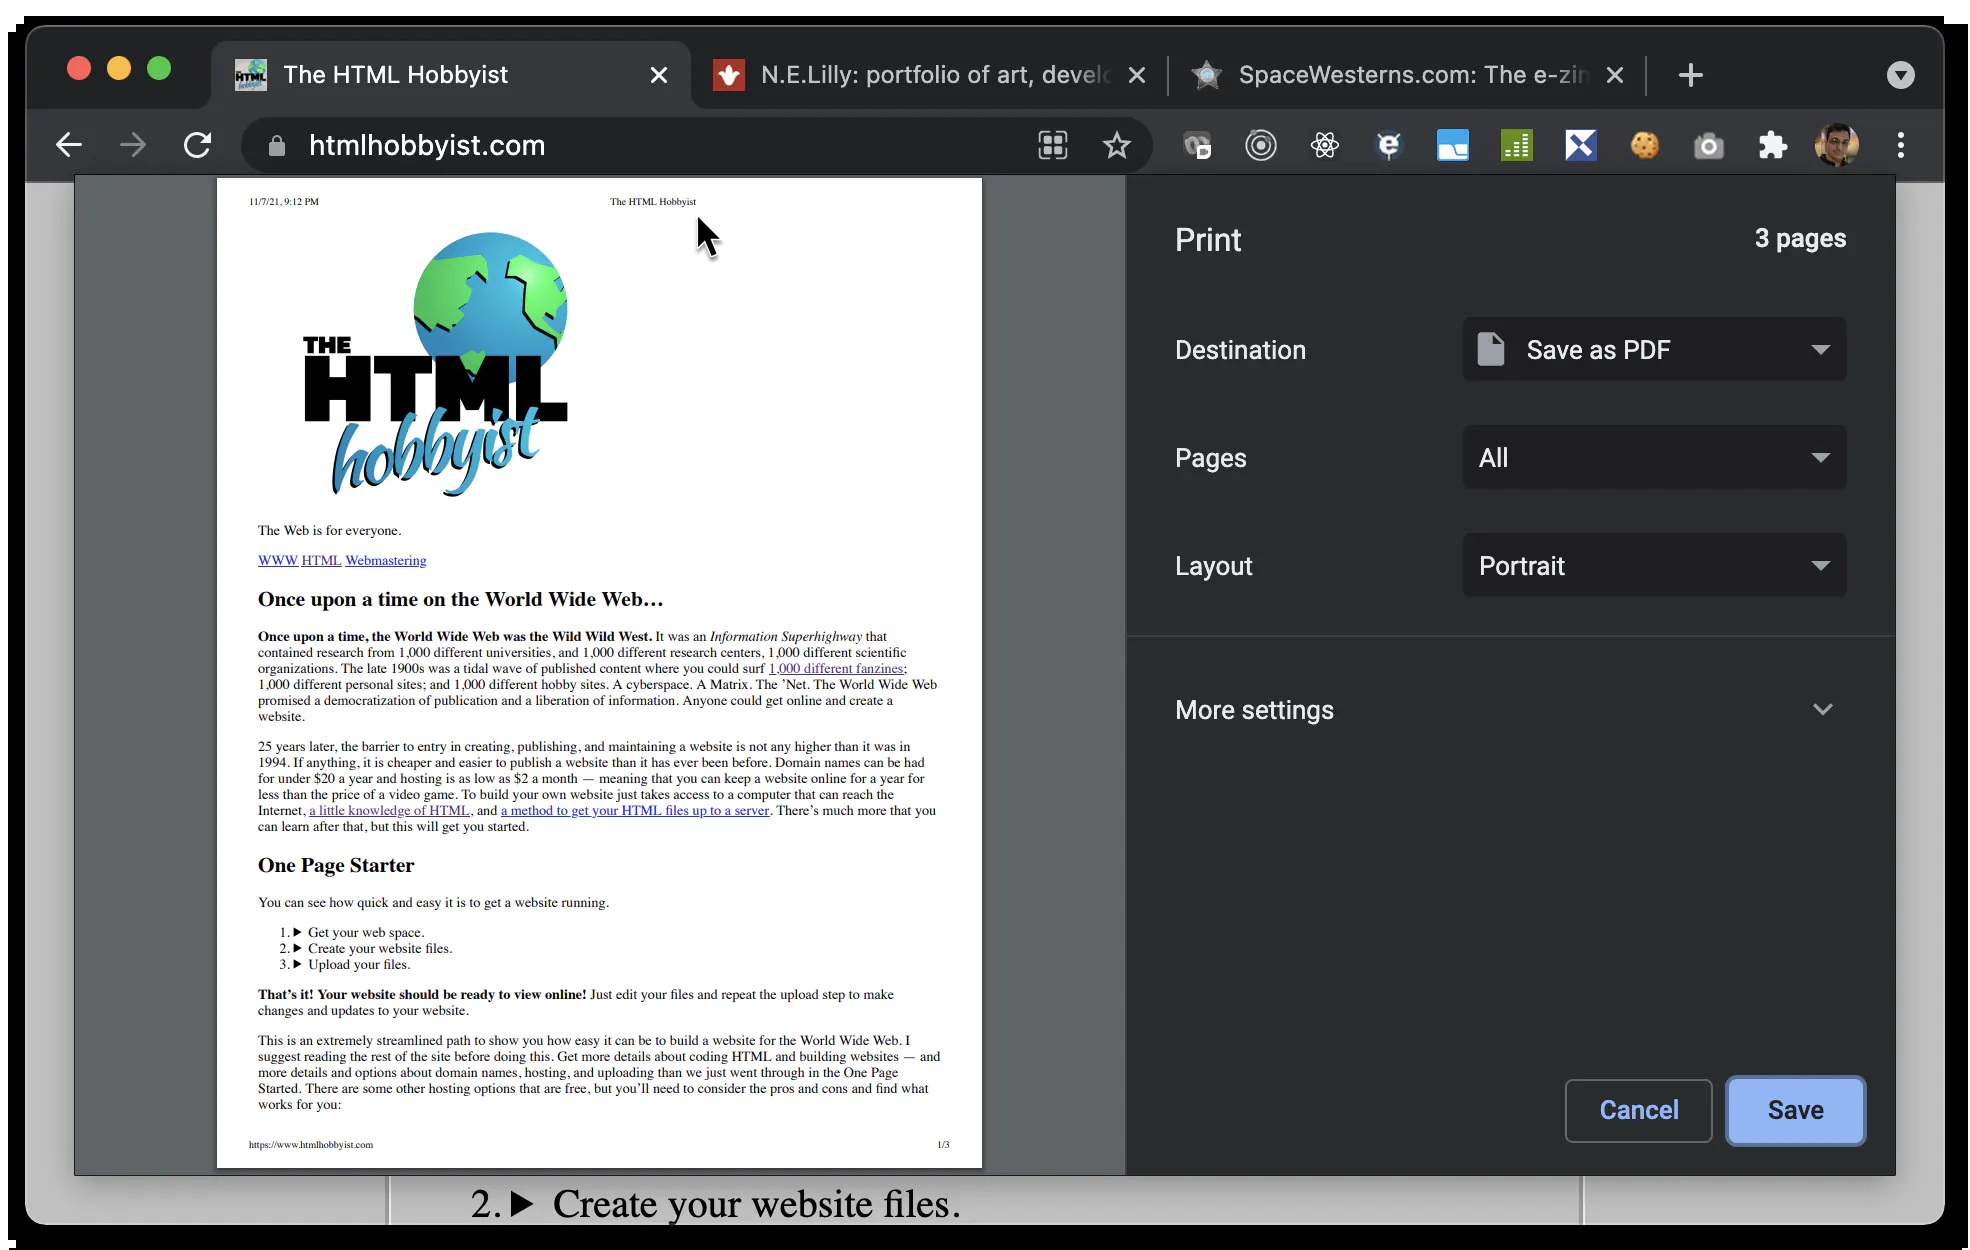 The HTML Hobbyist
N.E.Lilly: portfolio of art, develo
SpaceWesterns.com: The e-zin
htmlhobbyist.com
11/7/21, 9:12 PM
The HTML Hobbyist
THE
HTML
hobbyist
The Web is for everyone.
WWW HTML Webmastering
Once upon a time on the World Wide Web…
Once upon a time, the World Wide Web was the Wild Wild West. It was an Information Superhighway that
contained research from 1,000 different universities, and 1,000 different research centers, 1,000 different scientific
organizations. The late 1900s was a tidal wave of published content where you could surf 1,000 different fanzines;
1,000 different personal sites; and 1,000 different hobby sites. A cyberspace. A Matrix. The ’Net. The World Wide Web
promised a democratization of publication and a liberation of information. Anyone could get online and create a
website.
25 years later, the barrier to entry in creating, publishing, and maintaining a website is not any higher than it was in
1994. If anything, it is cheaper and easier to publish a website than it has ever been before. Domain names can be had
for under $20 a year and hosting is as low as $2 a month — meaning that you can keep a website online for a year for
less than the price of a video game. To build your own website just takes access to a computer that can reach the
Internet, a little knowledge of HTML, and a method to get your HTML files up to a server. There’s much more that you
can learn after that, but this will get you started.
One Page Starter
You can see how quick and easy it is to get a website running.
1. ▶ Get your web space.
2. ▶ Create your website files.
3. ▶ Upload your files.
That’s it! Your website should be ready to view online! Just edit your files and repeat the upload step to make
changes and updates to your website.
This is an extremely streamlined path to show you how easy it can be to build a website for the World Wide Web. I
suggest reading the rest of the site before doing this. Get more details about coding HTML and building websites — and
more details and options about domain names, hosting, and uploading than we just went through in the One Page
Started. There are some other hosting options that are free, but you’ll need to consider the pros and cons and find what
works for you:
https://www.htmlhobbyist.com
1/3
Print
3 pages
Destination
Save as PDF
Pages
All
Layout
Portrait
More settings
Cancel
Save
2. ▶ Create your website files.